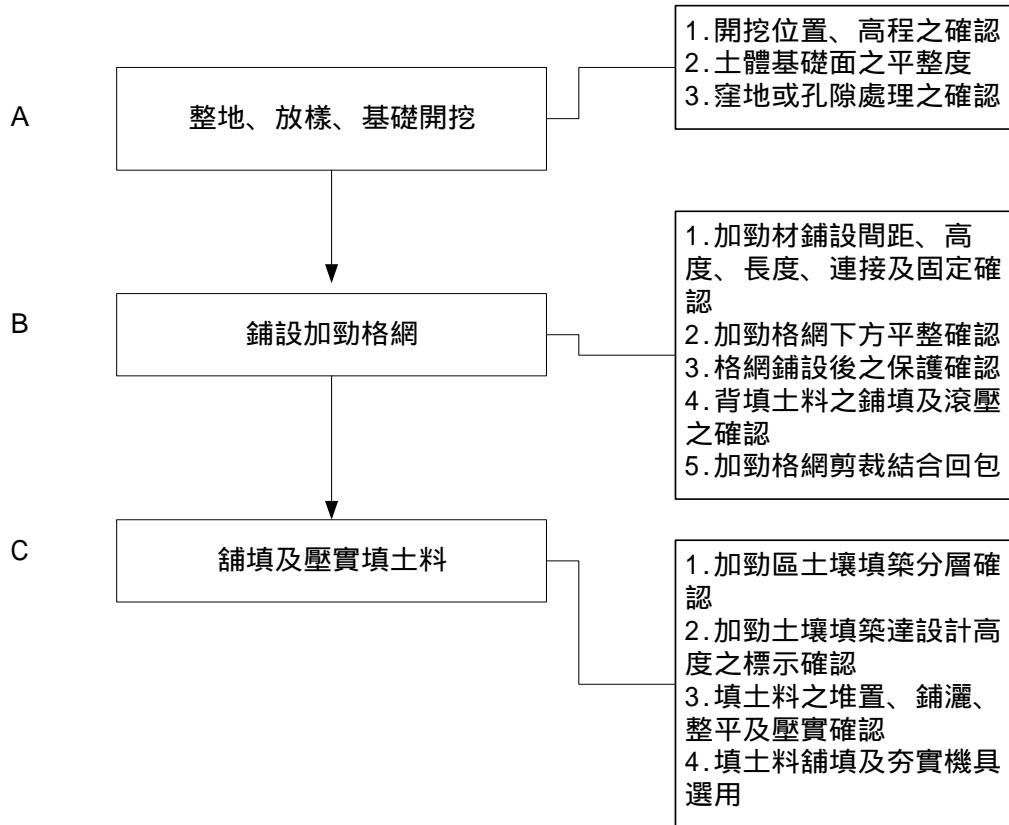 A
整地、放樣、基礎開挖
1.開挖位置、高程之確認
2.土體基礎面之平整度
3.窪地或孔隙處理之確認
B
鋪設加勁格網
1.加勁材鋪設間距、高
度、長度、連接及固定確
認
2.加勁格網下方平整確認
3.格網鋪設後之保護確認
4.背填土料之鋪填及滾壓
之確認
5.加勁格網剪裁結合回包
C
舖填及壓實填土料
1.加勁區土壤填築分層確
認
2.加勁土壤填築達設計高
度之標示確認
3.填土料之堆置、鋪灑、
整平及壓實確認
4.填土料舖填及夯實機具
選用